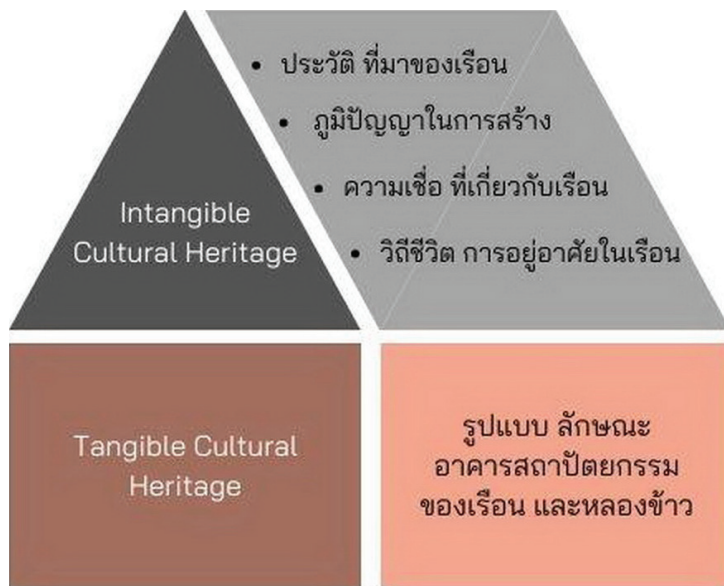 Intangible
Cultural Heritage
• ประวัติ ที่มาของเรือน
• ภูมิปัญญาในการสร้าง
• ความเชื่อ ที่เกี่ยวกับเรือน
• วิถีชีวิต การอยู่อาศัยในเรือน
Tangible Cultural
Heritage
รูปแบบ ลักษณะ
อาคารสถาปัตยกรรม
ของเรือน และหลองข้าว